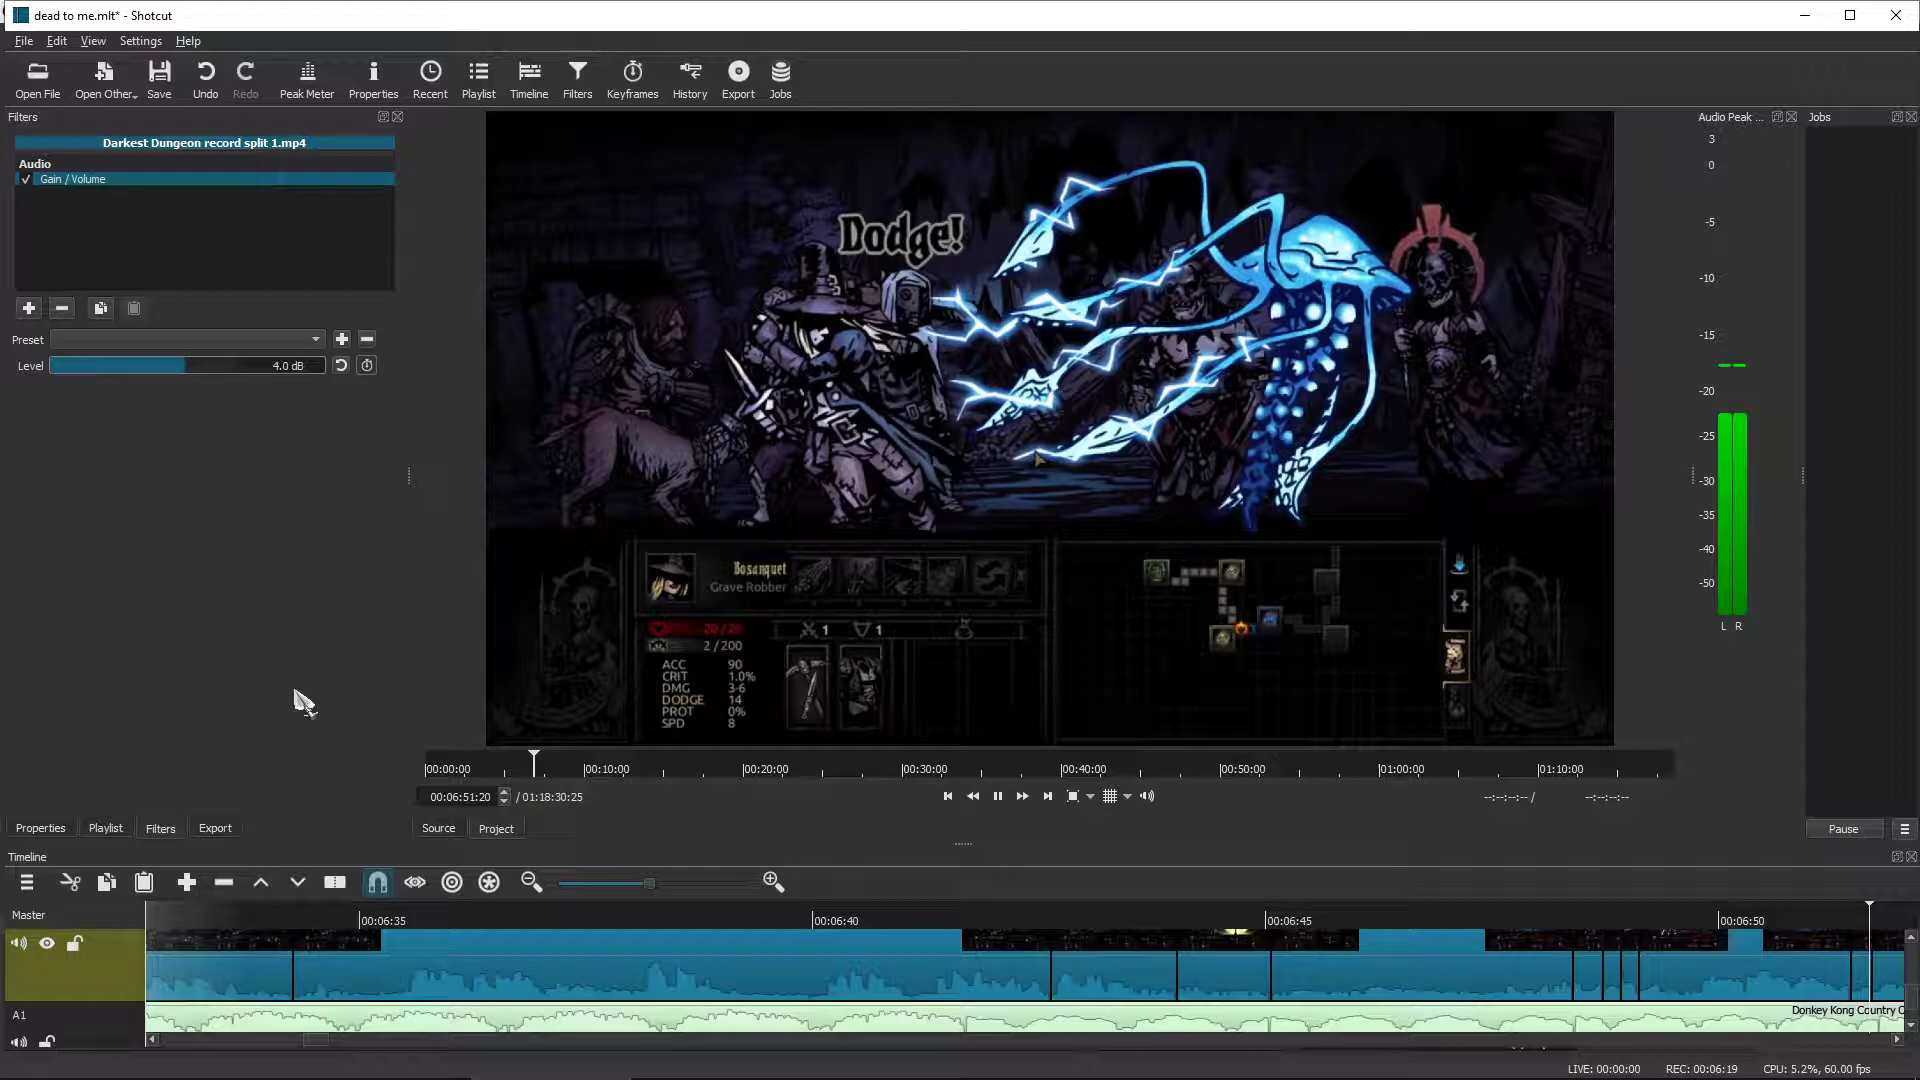 dead to me.mlt* - Shotcut
File Edit View Settings Help
Open File Open Other... Save Undo Redo Peak Meter Properties Recent Playlist Timeline Filters Keyframes History Export Jobs
Filters
Audio Peak ...
Jobs
Darkest Dungeon record split 1.mp4
Audio
Gain / Volume
Preset
Level 4.0 dB
3
0
-5
-10
-15
-20
-25
-30
-35
-40
-50
L R
Dodge!
Bosanquet
Grave Robber
20/20
1
1
2/200
ACC 90
CRIT 1.0%
DMG 3-6
DODGE 14
PROT 0%
SPD 8
00:00:00 00:10:00 00:20:00 00:30:00 00:40:00 00:50:00 01:00:00 01:10:00
00:06:51:20 / 01:18:30:25
--:--:--:-- / --:--:--:--
Properties Playlist Filters Export
Source Project
Pause
Timeline
Master
00:06:35 00:06:40 00:06:45 00:06:50
A1
Donkey Kong Country C
LIVE: 00:00:00 REC: 00:06:19 CPU: 5.2%, 60.00 fps